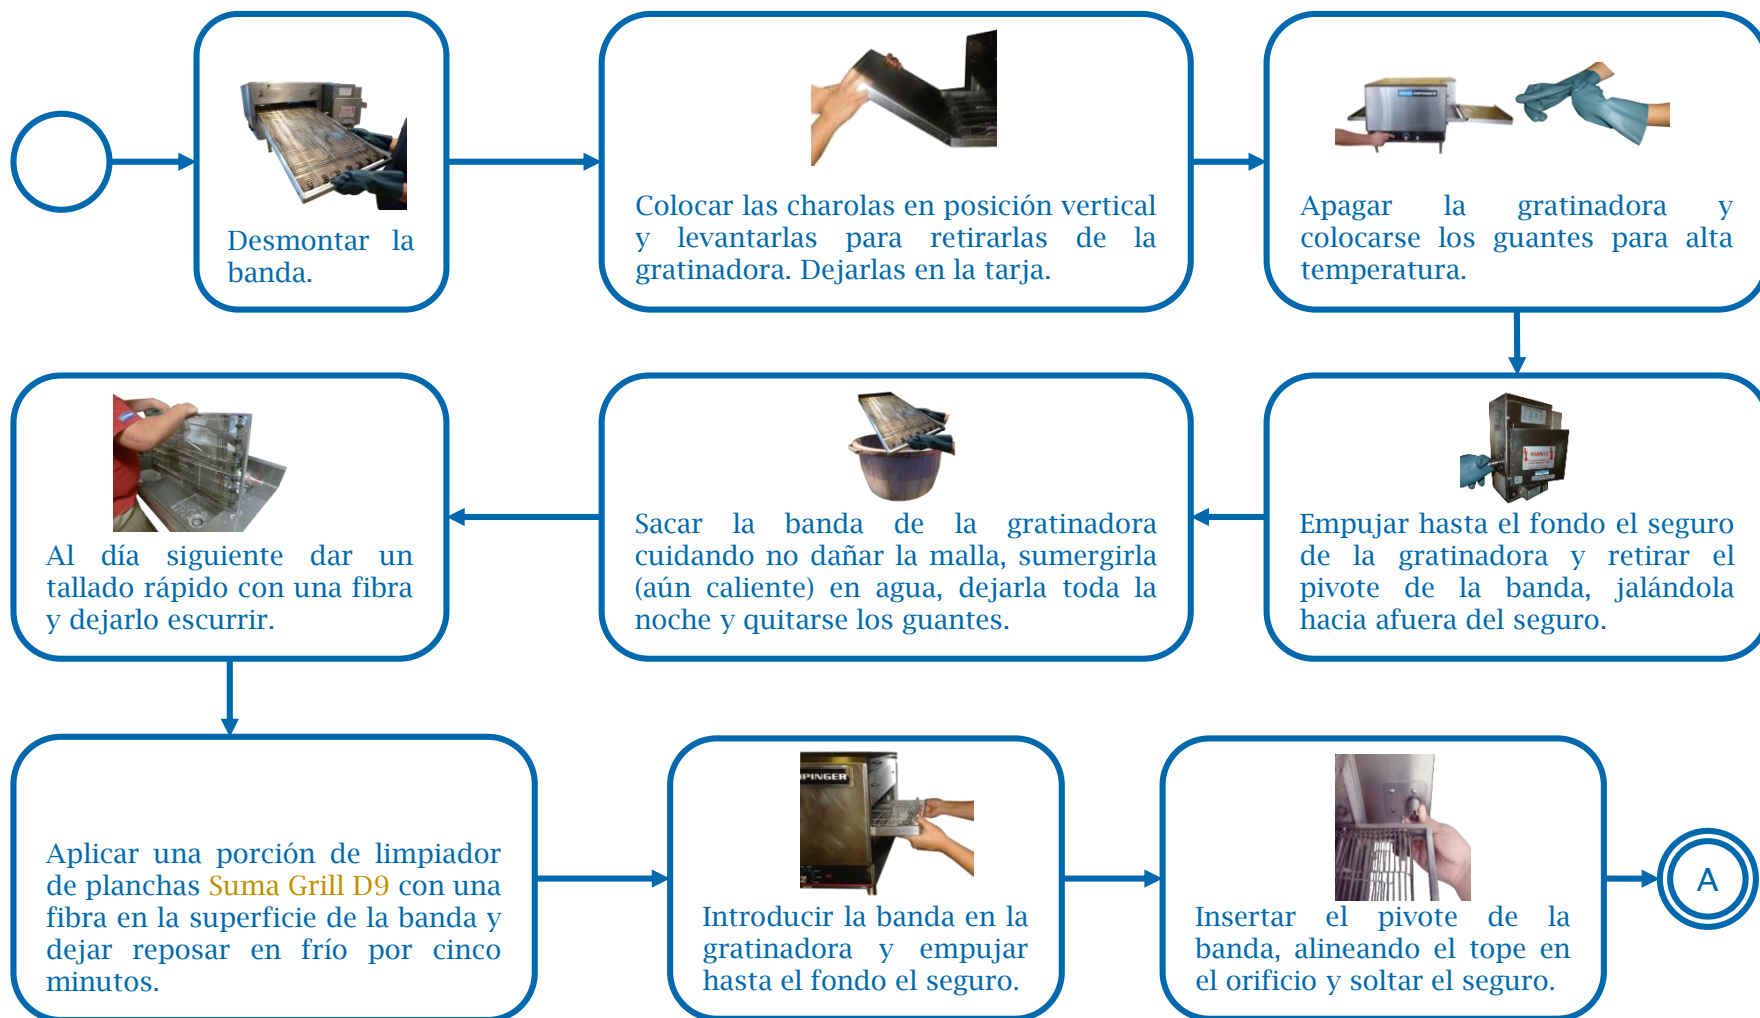 Desmontar la
banda.
Colocar las charolas en posición vertical
y levantarlas para retirarlas de la
gratinadora. Dejarlas en la tarja.
Apagar la gratinadora y
colocarse los guantes para alta
temperatura.
Empujar hasta el fondo el seguro
de la gratinadora y retirar el
pivote de la banda, jalándola
hacia afuera del seguro.
Sacar la banda de la gratinadora
cuidando no dañar la malla, sumergirla
(aún caliente) en agua, dejarla toda la
noche y quitarse los guantes.
Al día siguiente dar un
tallado rápido con una fibra
y dejarlo escurrir.
Aplicar una porción de limpiador
de planchas Suma Grill D9 con una
fibra en la superficie de la banda y
dejar reposar en frío por cinco
minutos.
PINGER
Introducir la banda en la
gratinadora y empujar
hasta el fondo el seguro.
Insertar el pivote de la
banda, alineando el tope en
el orificio y soltar el seguro.
A